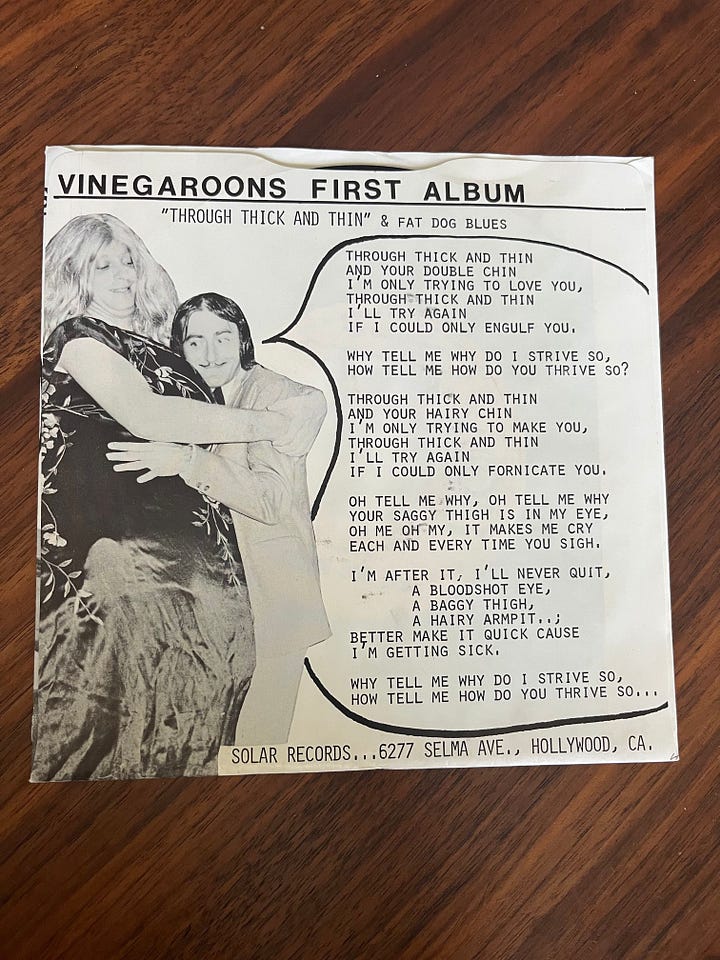 VINEGAROONS FIRST ALBUM
"THROUGH THICK AND THIN" & FAT DOG BLUES
THROUGH THICK AND THIN
AND YOUR DOUBLE CHIN
I'M ONLY TRYING TO LOVE YOU,
THROUGH THICK AND THIN
I'LL TRY AGAIN
IF I COULD ONLY ENGULF YOU.
WHY TELL ME WHY DO I STRIVE SO,
HOW TELL ME HOW DO YOU THRIVE SO?
THROUGH THICK AND THIN
AND YOUR HAIRY CHIN
I'M ONLY TRYING TO MAKE YOU,
THROUGH THICK AND THIN
I'LL TRY AGAIN
IF I COULD ONLY FORNICATE YOU.
OH TELL ME WHY, OH TELL ME WHY
YOUR SAGGY THIGH IS IN MY EYE,
OH ME OH MY, IT MAKES ME CRY
EACH AND EVERY TIME YOU SIGH.
I'M AFTER IT, I'LL NEVER QUIT,
A BLOODSHOT EYE,
A BAGGY THIGH,
A HAIRY ARMPIT..;
BETTER MAKE IT QUICK CAUSE
I'M GETTING SICK.
WHY TELL ME WHY DO I STRIVE SO,
HOW TELL ME HOW DO YOU THRIVE SO...
SOLAR RECORDS...6277 SELMA AVE., HOLLYWOOD, CA.